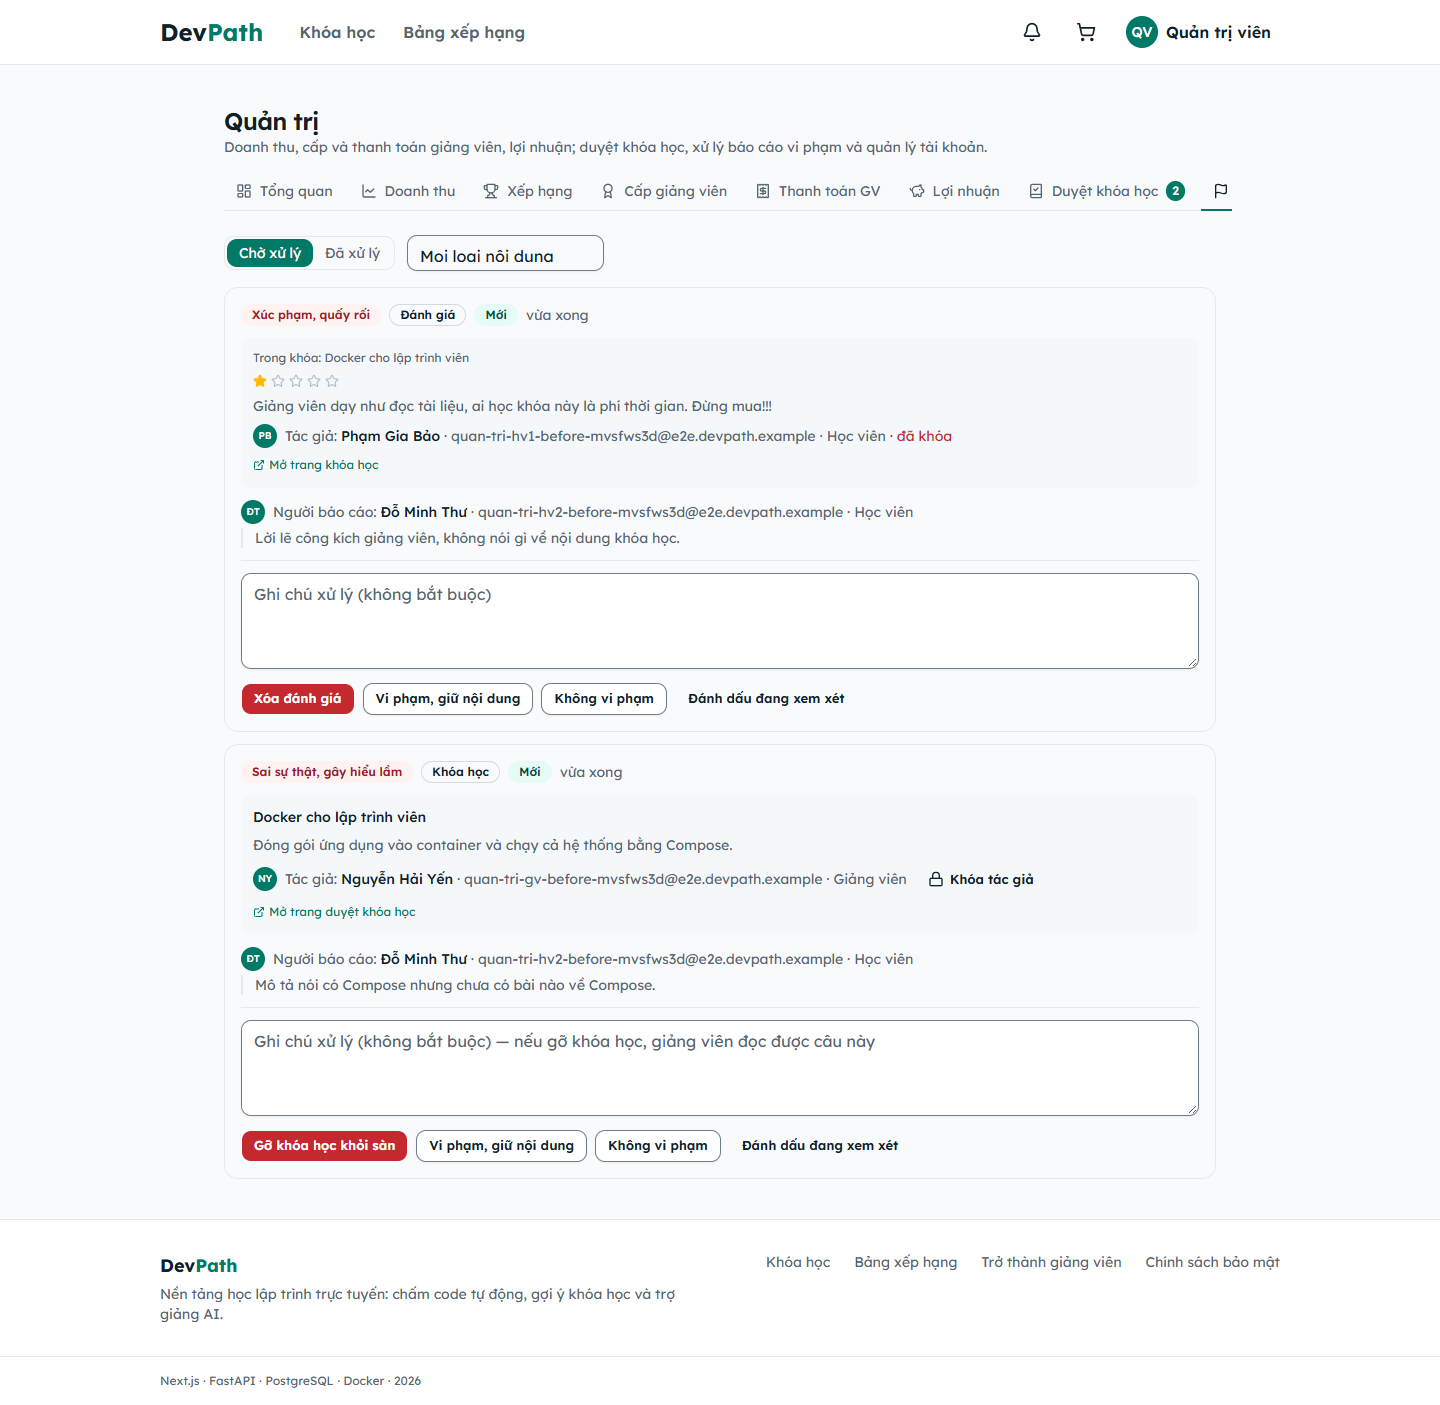 DevPath Khóa học Bảng xếp hạng QV Quản trị viên
Quản trị
Doanh thu, cấp và thanh toán giảng viên, lợi nhuận; duyệt khóa học, xử lý báo cáo vi phạm và quản lý tài khoản.
Tổng quan Doanh thu Xếp hạng Cấp giảng viên Thanh toán GV Lợi nhuận Duyệt khóa học 2
Chờ xử lý Đã xử lý Mọi loại nội dung
Xúc phạm, quấy rối Đánh giá Mới vừa xong
Trong khóa: Docker cho lập trình viên
Giảng viên dạy như đọc tài liệu, ai học khóa này là phí thời gian. Đừng mua!!!
PB Tác giả: Phạm Gia Bảo · quan-tri-hv1-before-mvsfws3d@e2e.devpath.example · Học viên · đã khóa
Mở trang khóa học
ĐT Người báo cáo: Đỗ Minh Thư · quan-tri-hv2-before-mvsfws3d@e2e.devpath.example · Học viên
Lời lẽ công kích giảng viên, không nói gì về nội dung khóa học.
Ghi chú xử lý (không bắt buộc)
Xóa đánh giá Vi phạm, giữ nội dung Không vi phạm Đánh dấu đang xem xét
Sai sự thật, gây hiểu lầm Khóa học Mới vừa xong
Docker cho lập trình viên
Đóng gói ứng dụng vào container và chạy cả hệ thống bằng Compose.
NY Tác giả: Nguyễn Hải Yến · quan-tri-gv-before-mvsfws3d@e2e.devpath.example · Giảng viên Khóa tác giả
Mở trang duyệt khóa học
ĐT Người báo cáo: Đỗ Minh Thư · quan-tri-hv2-before-mvsfws3d@e2e.devpath.example · Học viên
Mô tả nói có Compose nhưng chưa có bài nào về Compose.
Ghi chú xử lý (không bắt buộc) — nếu gỡ khóa học, giảng viên đọc được câu này
Gỡ khóa học khỏi sàn Vi phạm, giữ nội dung Không vi phạm Đánh dấu đang xem xét
DevPath Khóa học Bảng xếp hạng Trở thành giảng viên Chính sách bảo mật
Nền tảng học lập trình trực tuyến: chấm code tự động, gợi ý khóa học và trợ
giảng AI.
Next.js · FastAPI · PostgreSQL · Docker · 2026